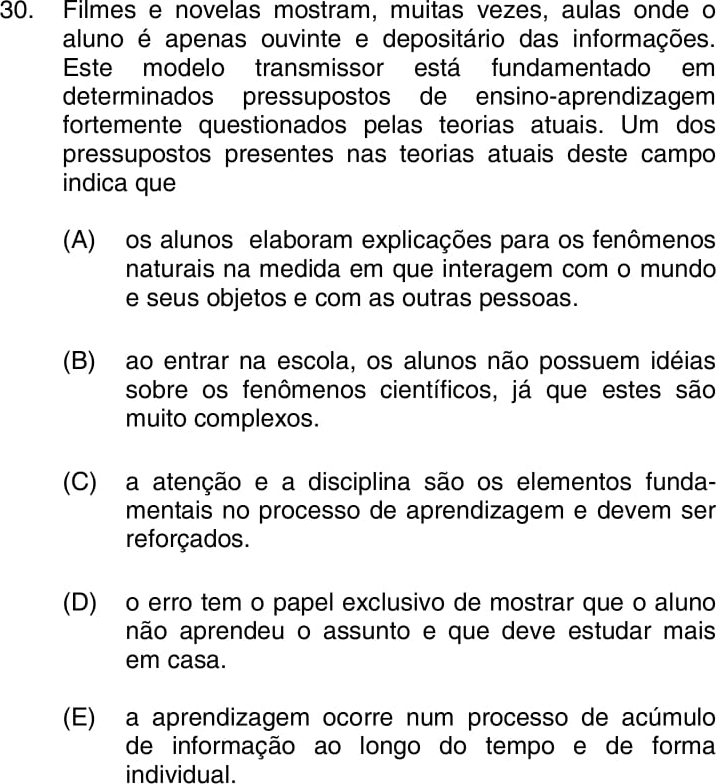 30. Filmes e novelas mostram, muitas vezes, aulas onde o
aluno é apenas ouvinte e depositário das informações.
Este modelo transmissor está fundamentado em
determinados pressupostos de ensino-aprendizagem
fortemente questionados pelas teorias atuais. Um dos
pressupostos presentes nas teorias atuais deste campo
indica que
(A) os alunos elaboram explicações para os fenômenos
naturais na medida em que interagem com o mundo
e seus objetos e com as outras pessoas.
(B) ao entrar na escola, os alunos não possuem idéias
sobre os fenômenos científicos, já que estes são
muito complexos.
(C) a atenção e a disciplina são os elementos funda-
mentais no processo de aprendizagem e devem ser
reforçados.
(D) o erro tem o papel exclusivo de mostrar que o aluno
não aprendeu o assunto e que deve estudar mais
em casa.
(E) a aprendizagem ocorre num processo de acúmulo
de informação ao longo do tempo e de forma
individual.